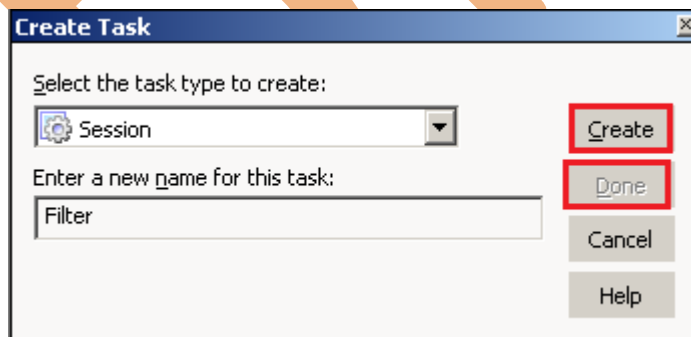 Create Task
Select the task type to create:
Session
Create
Enter a new name for this task:
Done
Filter
Cancel
Help